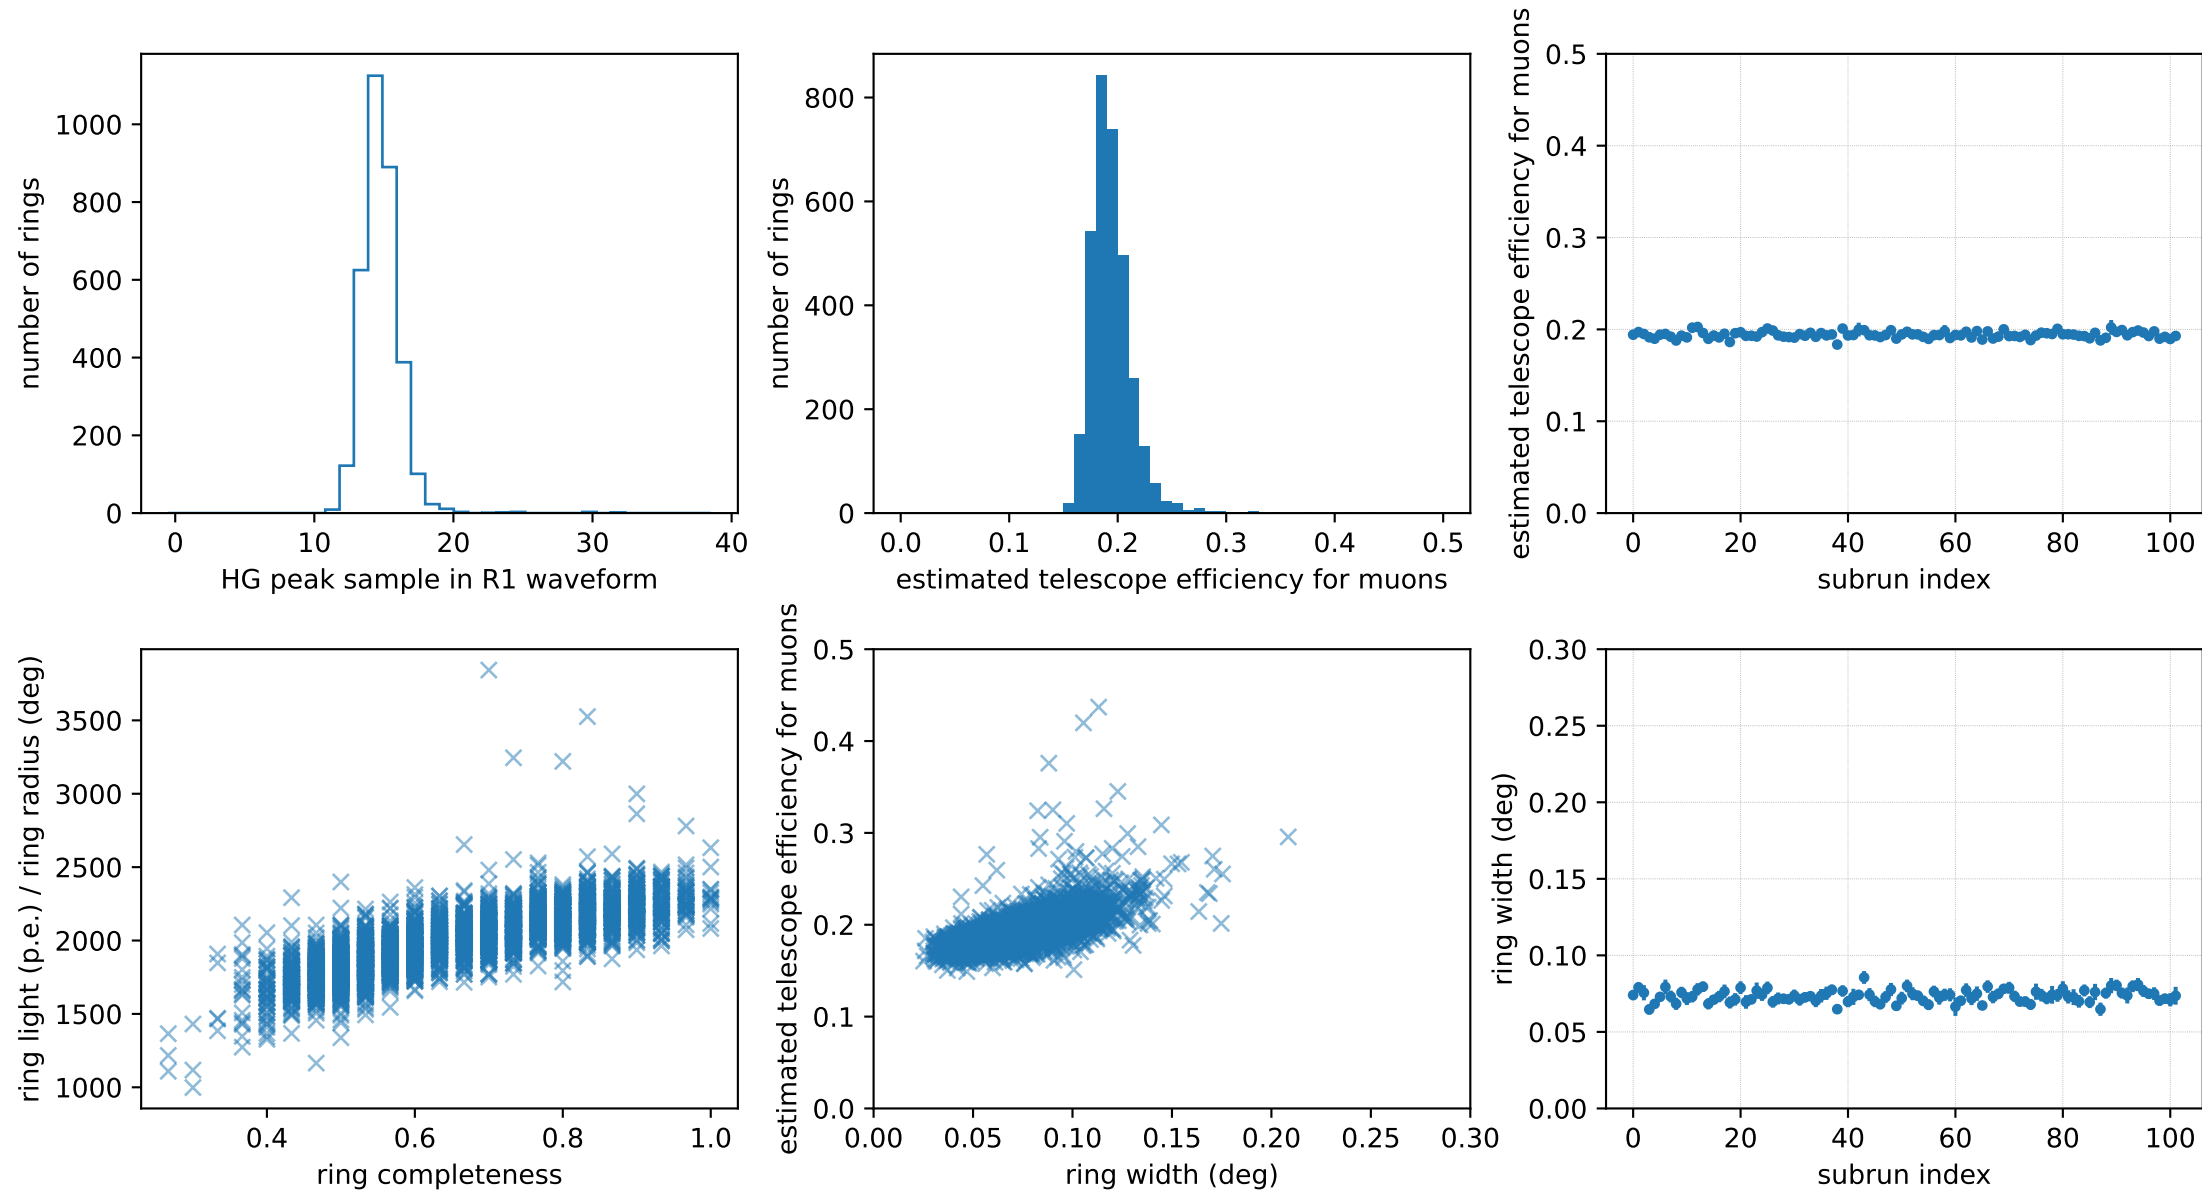 number of rings
1000
800
600
400
200
0
0 10 20 30 40
HG peak sample in R1 waveform
number of rings
800
600
400
200
0
0.0 0.1 0.2 0.3 0.4 0.5
estimated telescope efficiency for muons
estimated telescope efficiency for muons
0.5
0.4
0.3
0.2
0.1
0.0
0 20 40 60 80 100
subrun index
ring light (p.e.) / ring radius (deg)
3500
3000
2500
2000
1500
1000
0.4 0.6 0.8 1.0
ring completeness
estimated telescope efficiency for muons
0.5
0.4
0.3
0.2
0.1
0.0
0.00 0.05 0.10 0.15 0.20 0.25 0.30
ring width (deg)
ring width (deg)
0.30
0.25
0.20
0.15
0.10
0.05
0.00
0 20 40 60 80 100
subrun index